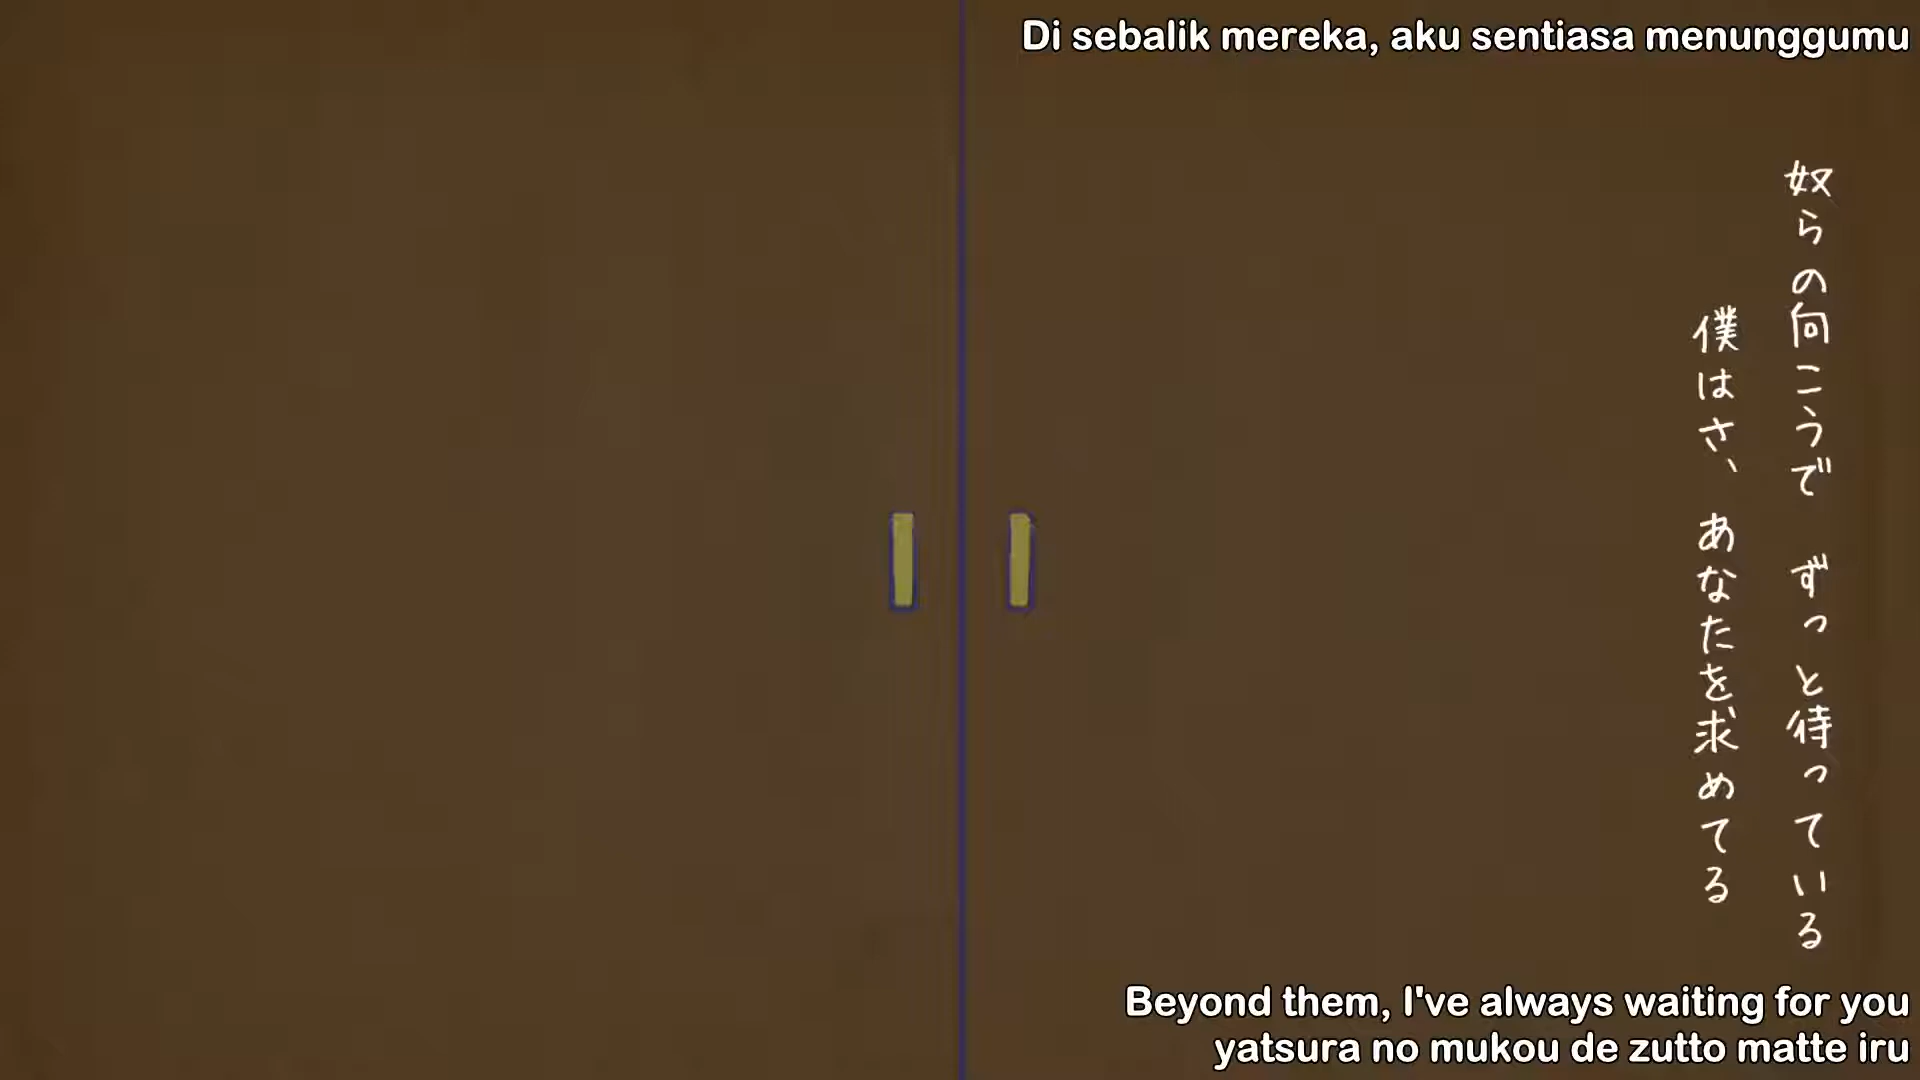 Di sebalik mereka, aku sentiasa menunggumu
奴らの向こうで ずっと待っている
僕はさ、あなたを求めてる
Beyond them, I've always waiting for you
yatsura no mukou de zutto matte iru